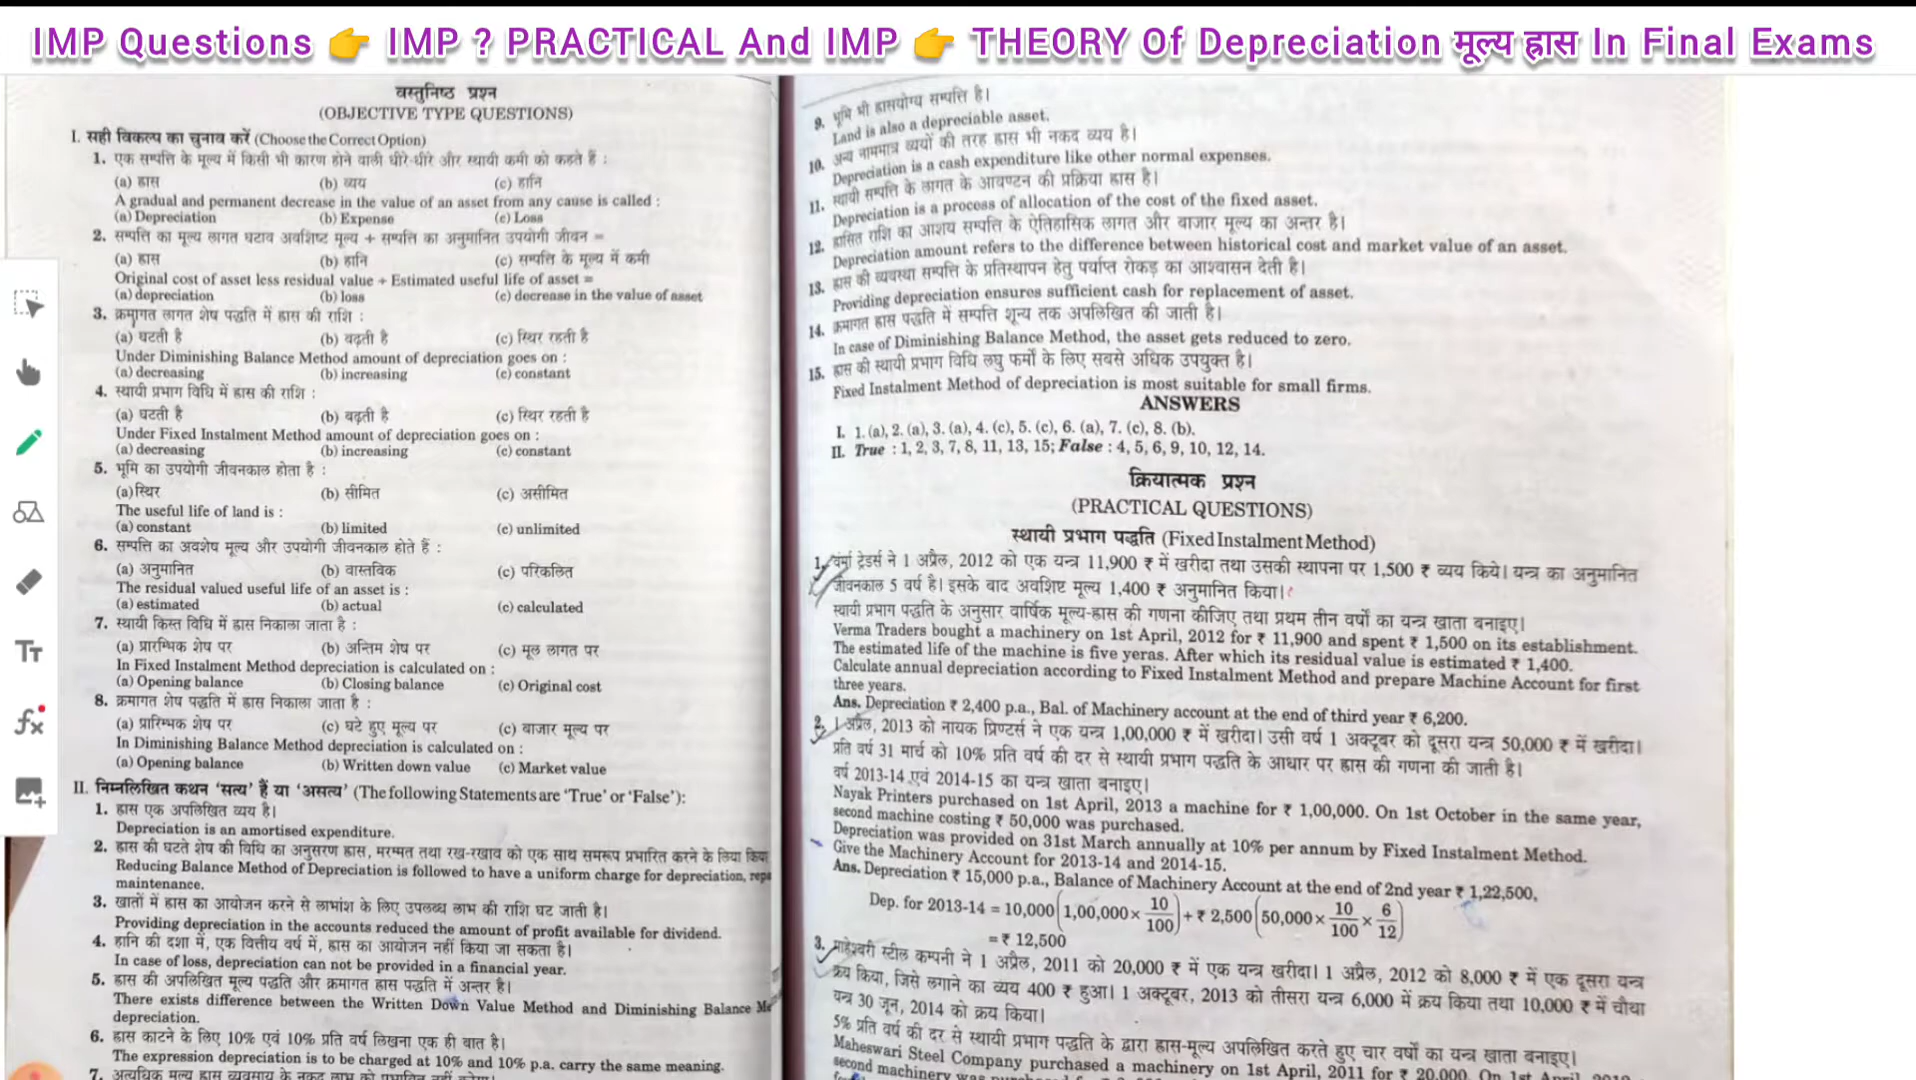 IMP Questions 👉 IMP ? PRACTICAL And IMP 👉 THEORY Of Depreciation मूल्य ह्रास In Final Exams
वस्तुनिष्ठ प्रश्न
(OBJECTIVE TYPE QUESTIONS)
I. सही विकल्प का चुनाव करें (Choose the Correct Option)
1. एक सम्पत्ति के मूल्य में किसी भी कारण होने वाली धीरे-धीरे और स्थायी कमी को कहते हैं :
(a) ह्रास (b) व्यय (c) हानि
A gradual and permanent decrease in the value of an asset from any cause is called :
(a) Depreciation (b) Expense (c) Loss
2. सम्पत्ति का मूल्य लागत घटाव अवशिष्ट मूल्य ÷ सम्पत्ति का अनुमानित उपयोगी जीवन =
(a) ह्रास (b) हानि (c) सम्पत्ति के मूल्य में कमी
Original cost of asset less residual value ÷ Estimated useful life of asset =
(a) depreciation (b) loss (c) decrease in the value of asset
3. क्रमागत लागत शेष पद्धति में ह्रास की राशि :
(a) घटती है (b) बढ़ती है (c) स्थिर रहती है
Under Diminishing Balance Method amount of depreciation goes on :
(a) decreasing (b) increasing (c) constant
4. स्थायी प्रभाग विधि में ह्रास की राशि :
(a) घटती है (b) बढ़ती है (c) स्थिर रहती है
Under Fixed Instalment Method amount of depreciation goes on :
(a) decreasing (b) increasing (c) constant
5. भूमि का उपयोगी जीवनकाल होता है :
(a) स्थिर (b) सीमित (c) असीमित
The useful life of land is :
(a) constant (b) limited (c) unlimited
6. सम्पत्ति का अवशेष मूल्य और उपयोगी जीवनकाल होते हैं :
(a) अनुमानित (b) वास्तविक (c) परिकलित
The residual valued useful life of an asset is :
(a) estimated (b) actual (c) calculated
7. स्थायी किस्त विधि में ह्रास निकाला जाता है :
(a) प्रारम्भिक शेष पर (b) अन्तिम शेष पर (c) मूल लागत पर
In Fixed Instalment Method depreciation is calculated on :
(a) Opening balance (b) Closing balance (c) Original cost
8. क्रमागत शेष पद्धति में ह्रास निकाला जाता है :
(a) प्रारिम्भक शेष पर (c) घटे हुए मूल्य पर (c) बाजार मूल्य पर
In Diminishing Balance Method depreciation is calculated on :
(a) Opening balance (b) Written down value (c) Market value
II. निम्नलिखित कथन ‘सत्य’ हैं या ‘असत्य’ (The following Statements are ‘True’ or ‘False’):
1. ह्रास एक अपलिखित व्यय है।
Depreciation is an amortised expenditure.
2. ह्रास की घटते शेष की विधि का अनुसरण ह्रास, मरम्मत तथा रख-रखाव को एक साथ समरूप प्रभारित करने के लिया किया
Reducing Balance Method of Depreciation is followed to have a uniform charge for depreciation, repa
maintenance.
3. खातों में ह्रास का आयोजन करने से लाभांश के लिए उपलब्ध लाभ की राशि घट जाती है।
Providing depreciation in the accounts reduced the amount of profit available for dividend.
4. हानि की दशा में, एक वित्तीय वर्ष में, ह्रास का आयोजन नहीं किया जा सकता है।
In case of loss, depreciation can not be provided in a financial year.
5. ह्रास की अपलिखित मूल्य पद्धति और क्रमागत ह्रास पद्धति में अन्तर है।
There exists difference between the Written Down Value Method and Diminishing Balance Me
depreciation.
6. ह्रास काटने के लिए 10% एवं 10% प्रति वर्ष लिखना एक ही बात है।
The expression depreciation is to be charged at 10% and 10% p.a. carry the same meaning.
7. अत्यधिक मूल्य ह्रास व्यवसाय के नकद लाभ को प्रभावित नहीं करेगा।
9. भूमि भी ह्रासयोग्य सम्पत्ति है।
Land is also a depreciable asset.
10. अन्य नाममात्र व्ययों की तरह ह्रास भी नकद व्यय है।
Depreciation is a cash expenditure like other normal expenses.
11. स्थायी सम्पत्ति के लागत के आवण्टन की प्रक्रिया ह्रास है।
Depreciation is a process of allocation of the cost of the fixed asset.
12. ह्रासित राशि का आशय सम्पत्ति के ऐतिहासिक लागत और बाजार मूल्य का अन्तर है।
Depreciation amount refers to the difference between historical cost and market value of an asset.
13. ह्रास की व्यवस्था सम्पत्ति के प्रतिस्थापन हेतु पर्याप्त रोकड़ का आश्वासन देती है।
Providing depreciation ensures sufficient cash for replacement of asset.
14. क्रमागत ह्रास पद्धति में सम्पत्ति शून्य तक अपलिखित की जाती है।
In case of Diminishing Balance Method, the asset gets reduced to zero.
15. ह्रास की स्थायी प्रभाग विधि लघु फर्मों के लिए सबसे अधिक उपयुक्त है।
Fixed Instalment Method of depreciation is most suitable for small firms.
ANSWERS
I. 1. (a), 2. (a), 3. (a), 4. (c), 5. (c), 6. (a), 7. (c), 8. (b).
II. True : 1, 2, 3, 7, 8, 11, 13, 15; False : 4, 5, 6, 9, 10, 12, 14.
क्रियात्मक प्रश्न
(PRACTICAL QUESTIONS)
स्थायी प्रभाग पद्धति (Fixed Instalment Method)
1. वर्मा ट्रेडर्स ने 1 अप्रैल, 2012 को एक यन्त्र 11,900 ₹ में खरीदा तथा उसकी स्थापना पर 1,500 ₹ व्यय किये। यन्त्र का अनुमानित
जीवनकाल 5 वर्ष है। इसके बाद अवशिष्ट मूल्य 1,400 ₹ अनुमानित किया।
स्थायी प्रभाग पद्धति के अनुसार वार्षिक मूल्य-ह्रास की गणना कीजिए तथा प्रथम तीन वर्षों का यन्त्र खाता बनाइए।
Verma Traders bought a machinery on 1st April, 2012 for ₹ 11,900 and spent ₹ 1,500 on its establishment.
The estimated life of the machine is five yeras. After which its residual value is estimated ₹ 1,400.
Calculate annual depreciation according to Fixed Instalment Method and prepare Machine Account for first
three years.
Ans. Depreciation ₹ 2,400 p.a., Bal. of Machinery account at the end of third year ₹ 6,200.
2. 1 अप्रैल, 2013 को नायक प्रिण्टर्स ने एक यन्त्र 1,00,000 ₹ में खरीदा। उसी वर्ष 1 अक्टूबर को दूसरा यन्त्र 50,000 ₹ में खरीदा।
प्रति वर्ष 31 मार्च को 10% प्रति वर्ष की दर से स्थायी प्रभाग पद्धति के आधार पर ह्रास की गणना की जाती है।
वर्ष 2013-14 एवं 2014-15 का यन्त्र खाता बनाइए।
Nayak Printers purchased on 1st April, 2013 a machine for ₹ 1,00,000. On 1st October in the same year,
second machine costing ₹ 50,000 was purchased.
Depreciation was provided on 31st March annually at 10% per annum by Fixed Instalment Method.
Give the Machinery Account for 2013-14 and 2014-15.
Ans. Depreciation ₹ 15,000 p.a., Balance of Machinery Account at the end of 2nd year ₹ 1,22,500,
Dep. for 2013-14 = 10,000 (1,00,000 × 10/100) + ₹ 2,500 (50,000 × 10/100 × 6/12)
= ₹ 12,500
3. माहेश्वरी स्टील कम्पनी ने 1 अप्रैल, 2011 को 20,000 ₹ में एक यन्त्र खरीदा। 1 अप्रैल, 2012 को 8,000 ₹ में एक दूसरा यन्त्र
क्रय किया, जिसे लगाने का व्यय 400 ₹ हुआ। 1 अक्टूबर, 2013 को तीसरा यन्त्र 6,000 में क्रय किया तथा 10,000 ₹ में चौथा
यन्त्र 30 जून, 2014 को क्रय किया।
5% प्रति वर्ष की दर से स्थायी प्रभाग पद्धति के द्वारा ह्रास-मूल्य अपलिखित करते हुए चार वर्षों का यन्त्र खाता बनाइए।
Maheswari Steel Company purchased a machinery on 1st April, 2011 for ₹ 20,000. On 1st April, 2012
second machinery was